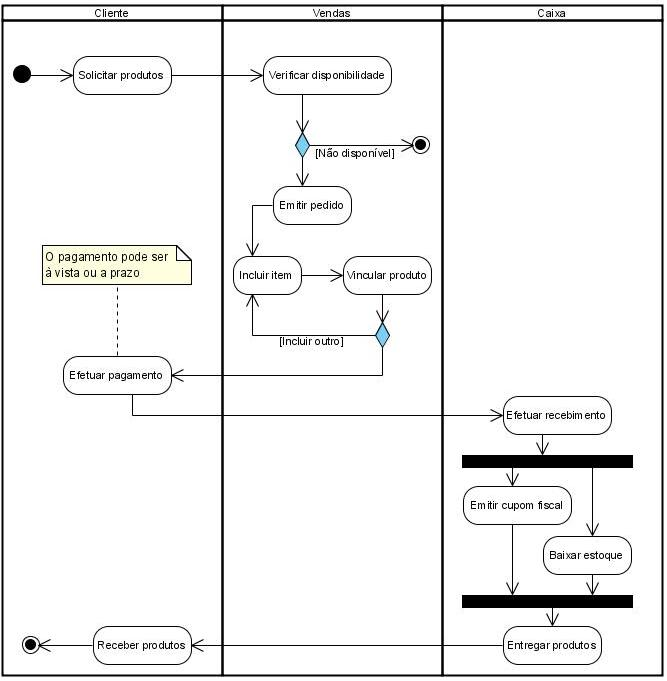 Cliente
Vendas
Caixa
Solicitar produtos
Verificar disponibilidade
[Não disponível]
Emitir pedido
O pagamento pode ser
à vista ou a prazo
Incluir item
Vincular produto
[Incluir outro]
Efetuar pagamento
Efetuar recebimento
Emitir cupom fiscal
Baixar estoque
Receber produtos
Entregar produtos